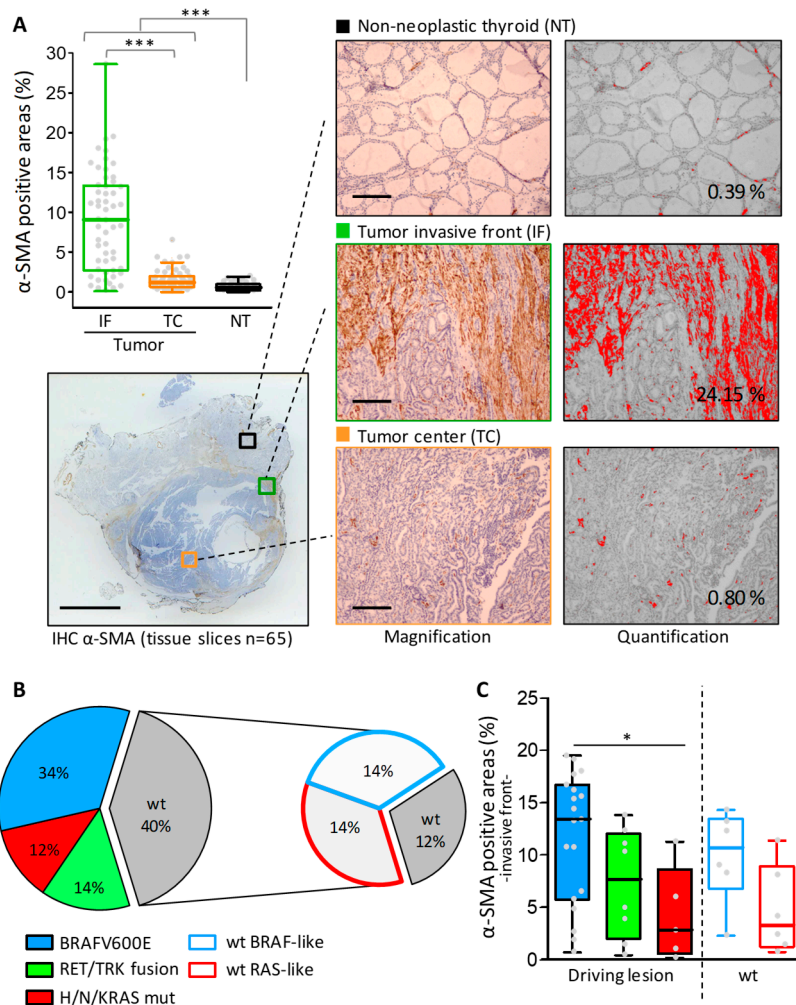 A
***
***
α-SMA positive areas (%)
30
25
20
15
10
5
0
IF
TC
NT
Tumor
Non-neoplastic thyroid (NT)
0.39 %
Tumor invasive front (IF)
24.15 %
Tumor center (TC)
0.80 %
IHC α-SMA (tissue slices n=65)
Magnification
Quantification
B
34%
wt
40%
12%
14%
14%
14%
wt
12%
BRAFV600E
RET/TRK fusion
H/N/KRAS mut
wt BRAF-like
wt RAS-like
C
α-SMA positive areas (%)
-invasive front-
25
20
15
10
5
0
*
Driving lesion
wt